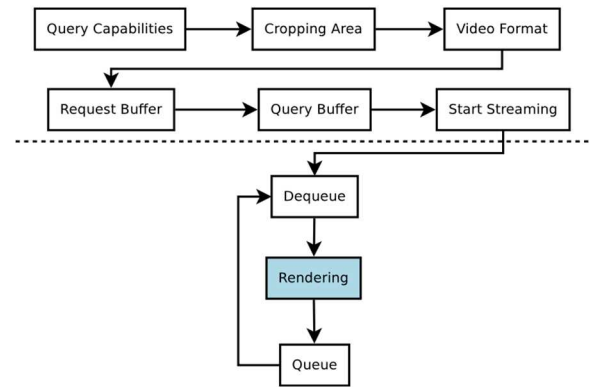 Query Capabilities
Cropping Area
Video Format
Request Buffer
Query Buffer
Start Streaming
Dequeue
Rendering
Queue